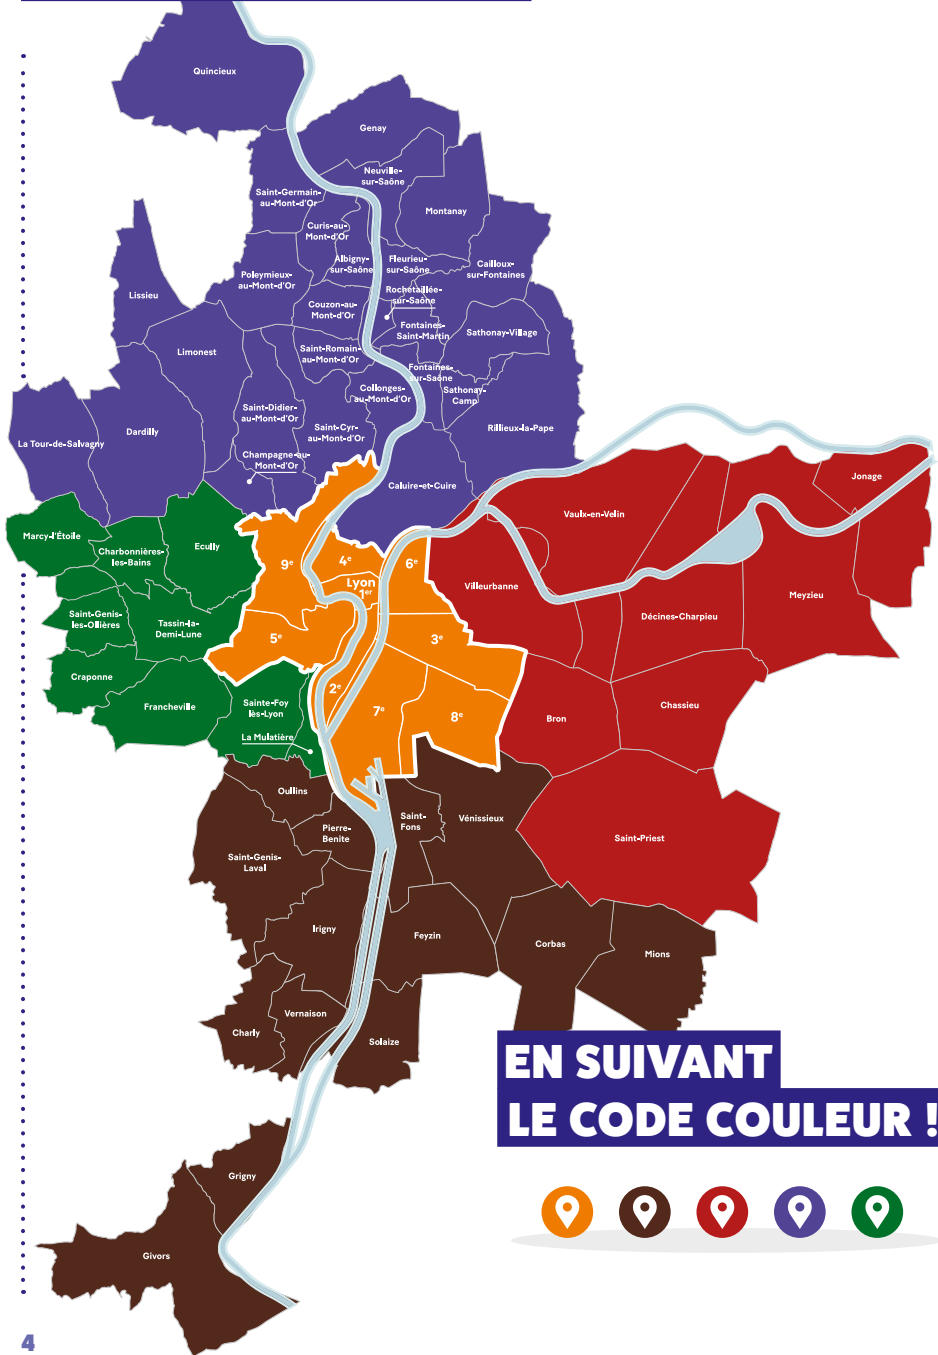 Quincieux
Genay
Neuville-
sur-Saône
Saint-Germain-
au-Mont-d'Or
Montanay
Curis-au-
Mont-d'Or
Albigny-
sur-Saône
Fleurieu-
sur-Saône
Cailloux-
sur-Fontaines
Poleymieux-
au-Mont-d'Or
Lissieu
Rochetaillée-
sur-Saône
Couzon-au-
Mont-d'Or
Fontaines-
Saint-Martin
Sathonay-Village
Limonest
Saint-Romain-
au-Mont-d'Or
Fontaines-
sur-Saône
Collonges-
au-Mont-d'Or
Sathonay-
Camp
Saint-Didier-
au-Mont-d'Or
Saint-Cyr-
au-Mont-d'Or
Rillieux-la-Pape
Dardilly
La Tour-de-Salvagny
Champagne-au-
Mont-d'Or
Caluire-et-Cuire
Jonage
Vaulx-en-Velin
Marcy-l'Étoile
Charbonnières-
les-Bains
Ecully
9e
4e
6e
Lyon
1er
Villeurbanne
Meyzieu
Décines-Charpieu
Saint-Genis-
les-Ollières
Tassin-la-
Demi-Lune
5e
3e
Craponne
Francheville
Sainte-Foy
lès-Lyon
2e
7e
8e
Bron
Chassieu
La Mulatière
Oullins
Pierre-
Benite
Saint-
Fons
Vénissieux
Saint-Priest
Saint-Genis-
Laval
Irigny
Feyzin
Corbas
Mions
Vernaison
Charly
Solaize
EN SUIVANT
LE CODE COULEUR !
Grigny
Givors
4